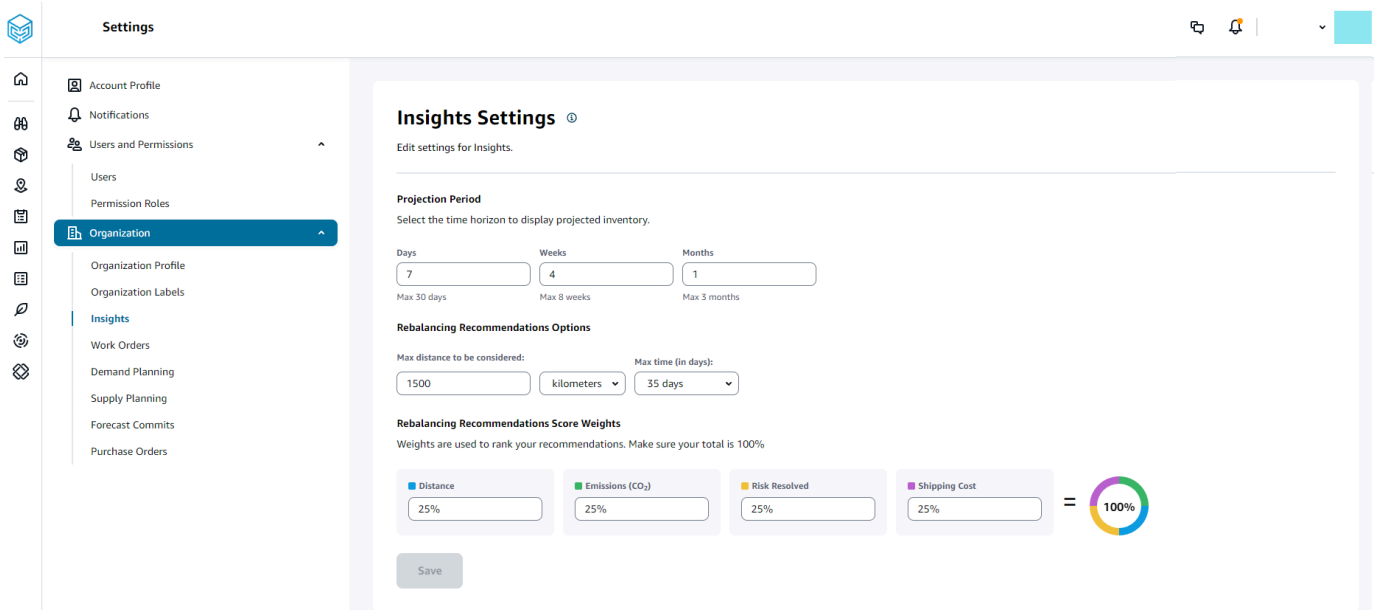 Settings
Account Profile
Notifications
Users and Permissions
Users
Permission Roles
Organization
Organization Profile
Organization Labels
Insights
Work Orders
Demand Planning
Supply Planning
Forecast Commits
Purchase Orders
Insights Settings
Edit settings for Insights.
Projection Period
Select the time horizon to display projected inventory.
Days Weeks Months
7 4 1
Max 30 days Max 8 weeks Max 3 months
Rebalancing Recommendations Options
Max distance to be considered: Max time (in days):
1500 kilometers 35 days
Rebalancing Recommendations Score Weights
Weights are used to rank your recommendations. Make sure your total is 100%
Distance Emissions (CO₂) Risk Resolved Shipping Cost
25% 25% 25% 25% = 100%
Save